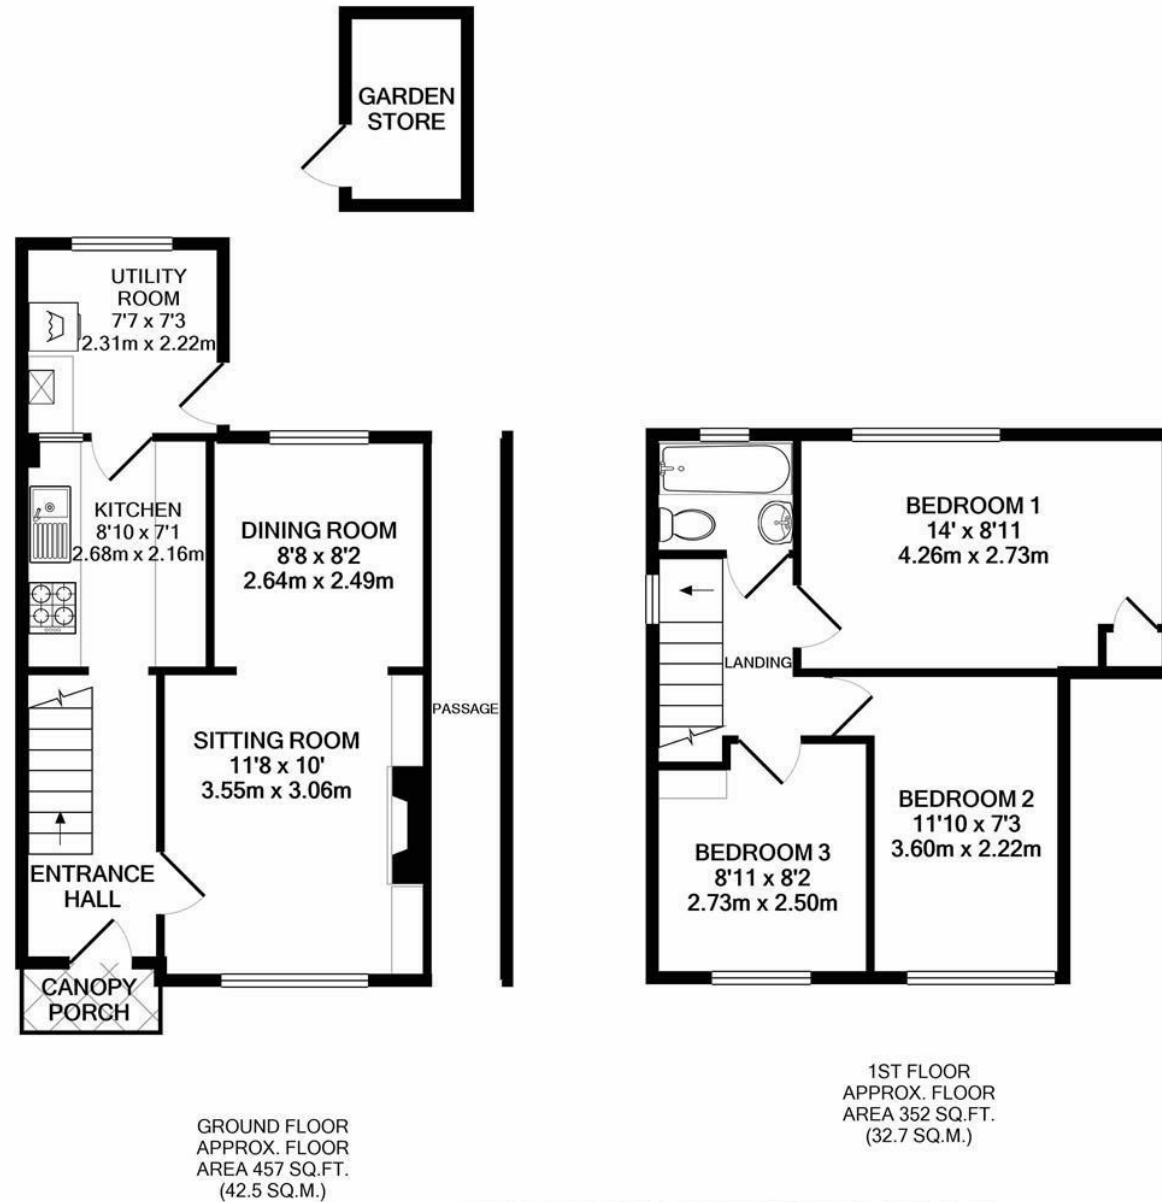 GARDEN
STORE
UTILITY
ROOM
7'7 x 7'3
2.31m x 2.22m
KITCHEN
8'10 x 7'1
2.68m x 2.16m
DINING ROOM
8'8 x 8'2
2.64m x 2.49m
SITTING ROOM
11'8 x 10'
3.55m x 3.06m
PASSAGE
ENTRANCE
HALL
CANOPY
PORCH
GROUND FLOOR
APPROX. FLOOR
AREA 457 SQ.FT.
(42.5 SQ.M.)
BEDROOM 1
14' x 8'11
4.26m x 2.73m
LANDING
BEDROOM 2
11'10 x 7'3
3.60m x 2.22m
BEDROOM 3
8'11 x 8'2
2.73m x 2.50m
1ST FLOOR
APPROX. FLOOR
AREA 352 SQ.FT.
(32.7 SQ.M.)